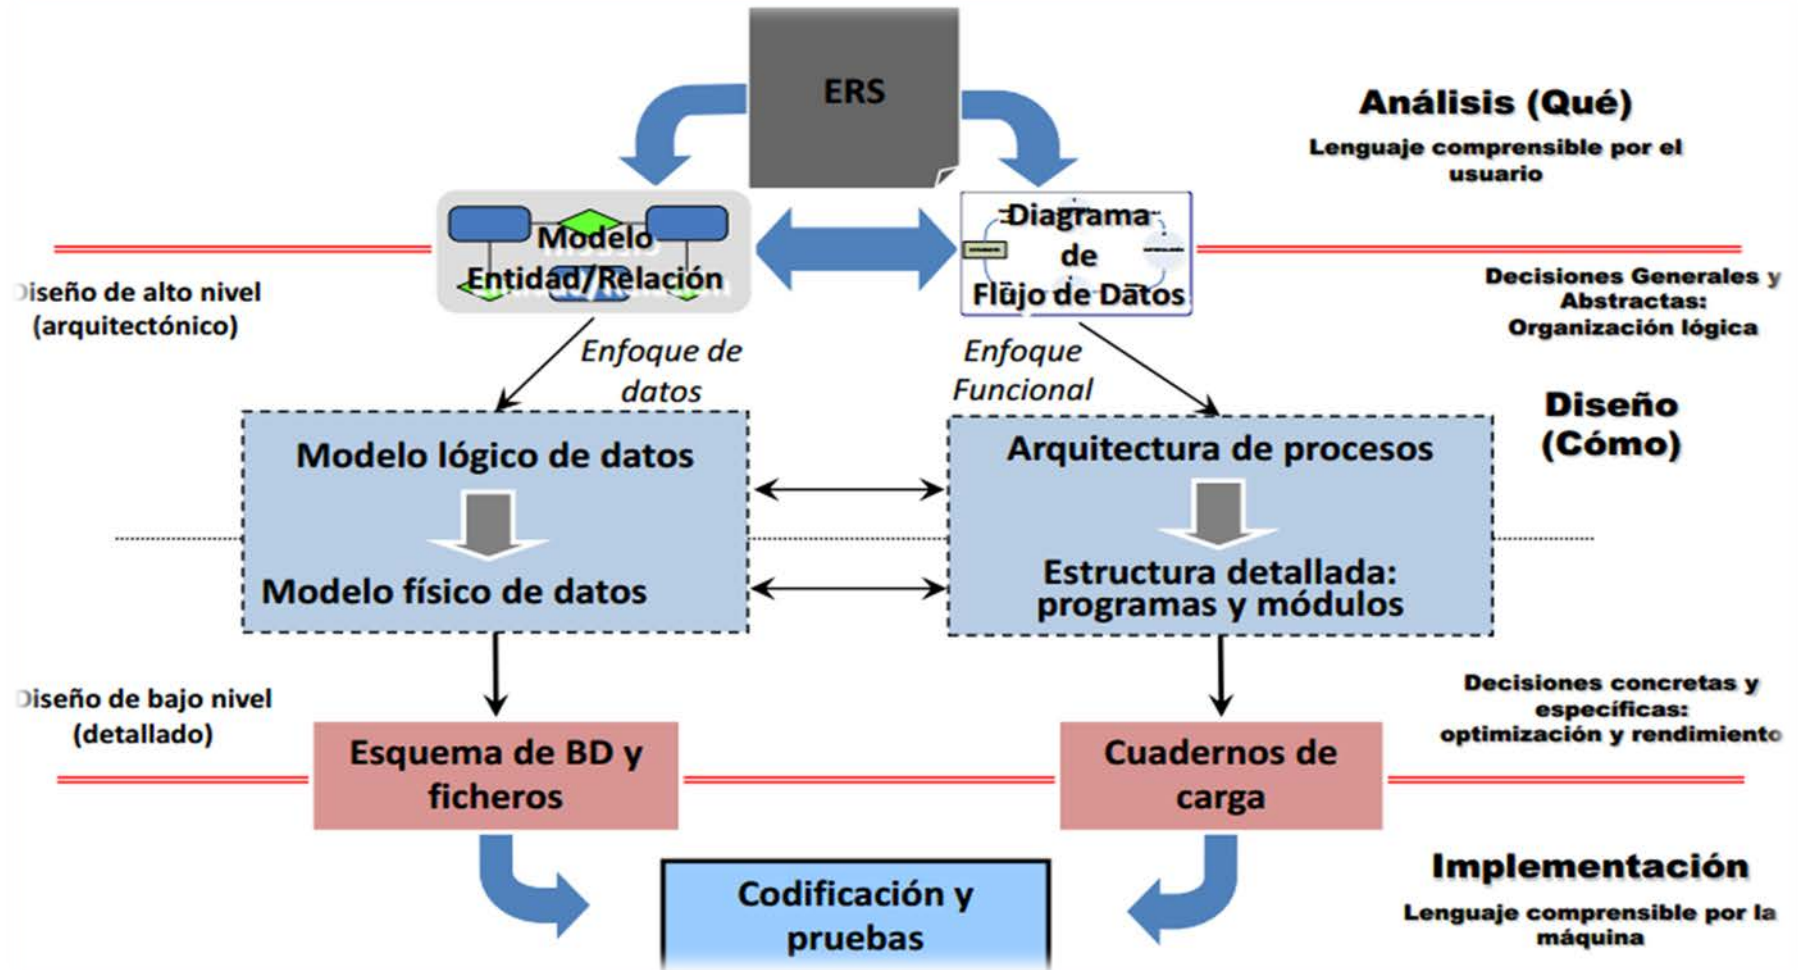 ERS
Análisis (Qué)
Lenguaje comprensible por el
usuario
Modelo
Entidad/Relación
Diagrama
de
Flujo de Datos
Diseño de alto nivel
(arquitectónico)
Decisiones Generales y
Abstractas:
Organización lógica
Enfoque de
datos
Enfoque
Funcional
Diseño
(Cómo)
Modelo lógico de datos
Modelo físico de datos
Arquitectura de procesos
Estructura detallada:
programas y módulos
Diseño de bajo nivel
(detallado)
Decisiones concretas y
específicas:
optimización y rendimiento
Esquema de BD y
ficheros
Cuadernos de
carga
Codificación y
pruebas
Implementación
Lenguaje comprensible por la
máquina